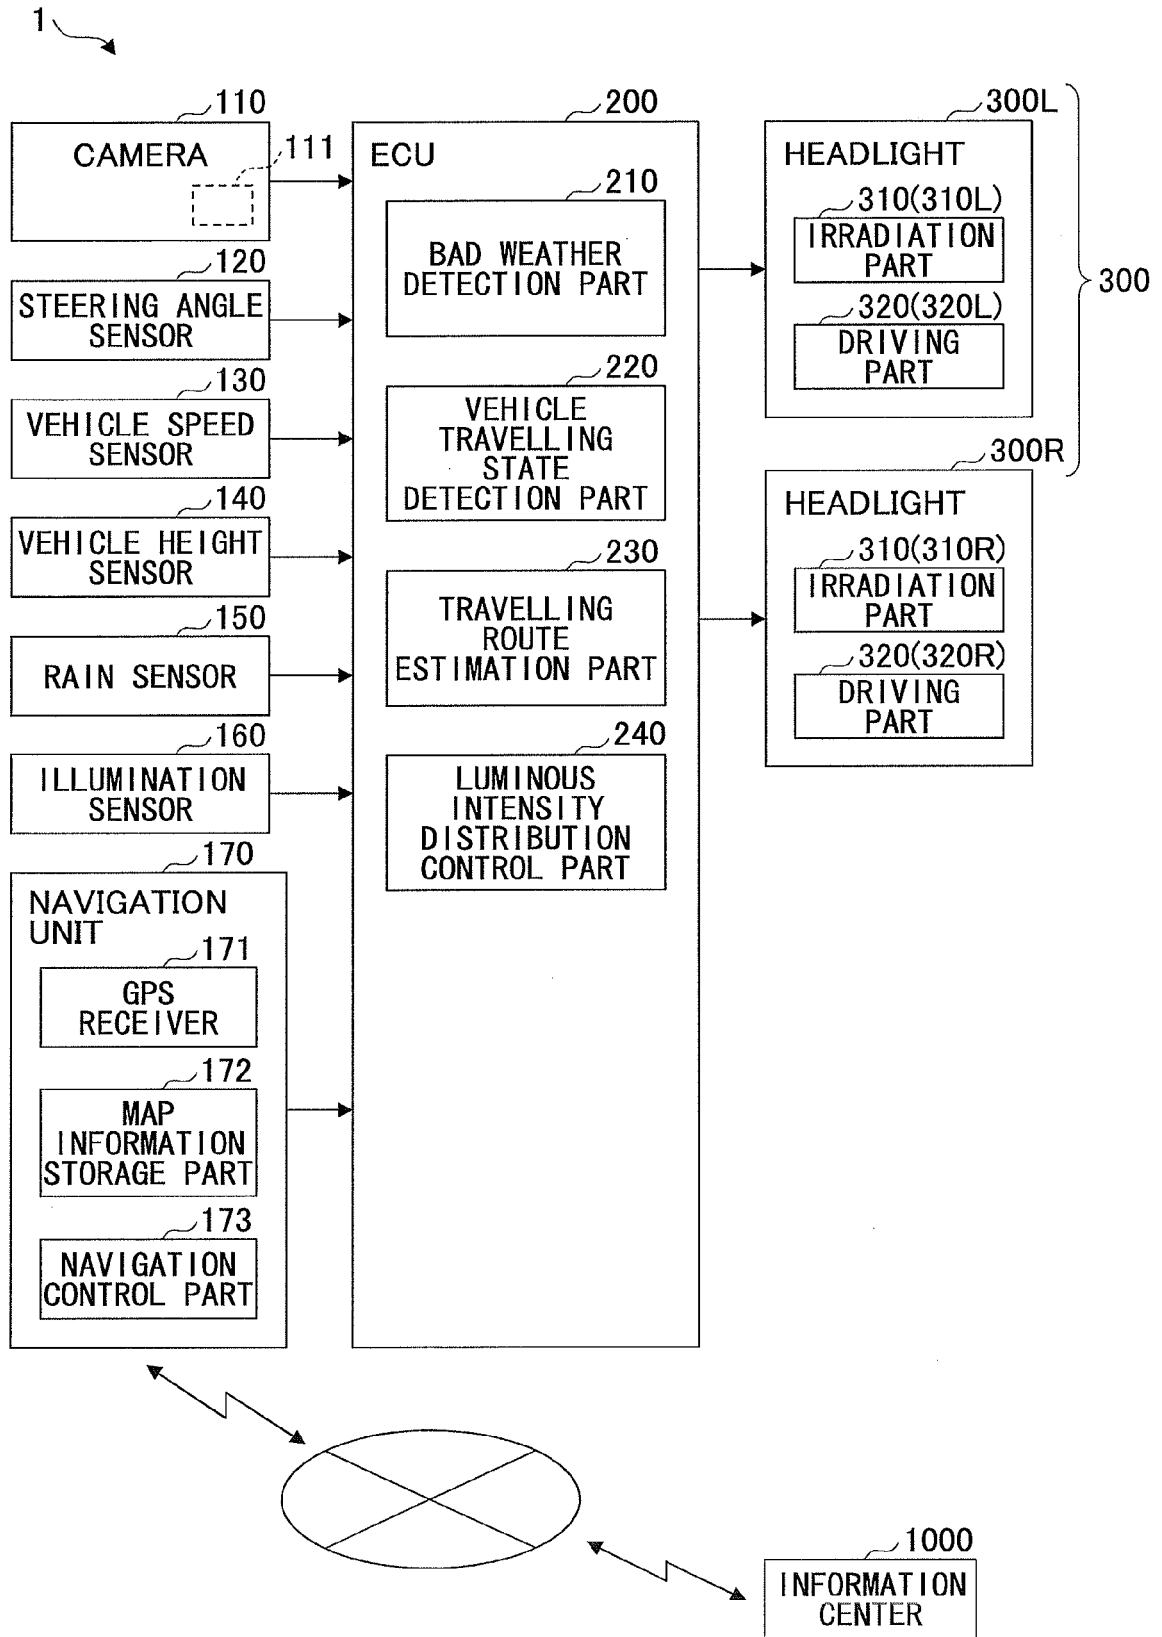 1
110
CAMERA
111
120
STEERING ANGLE
SENSOR
130
VEHICLE SPEED
SENSOR
140
VEHICLE HEIGHT
SENSOR
150
RAIN SENSOR
160
ILLUMINATION
SENSOR
170
NAVIGATION
UNIT
171
GPS
RECEIVER
172
MAP
INFORMATION
STORAGE PART
173
NAVIGATION
CONTROL PART
200
ECU
210
BAD WEATHER
DETECTION PART
220
VEHICLE
TRAVELLING
STATE
DETECTION PART
230
TRAVELLING
ROUTE
ESTIMATION PART
240
LUMINOUS
INTENSITY
DISTRIBUTION
CONTROL PART
300L
HEADLIGHT
310(310L)
IRRADIATION
PART
320(320L)
DRIVING
PART
300
300R
HEADLIGHT
310(310R)
IRRADIATION
PART
320(320R)
DRIVING
PART
1000
INFORMATION
CENTER